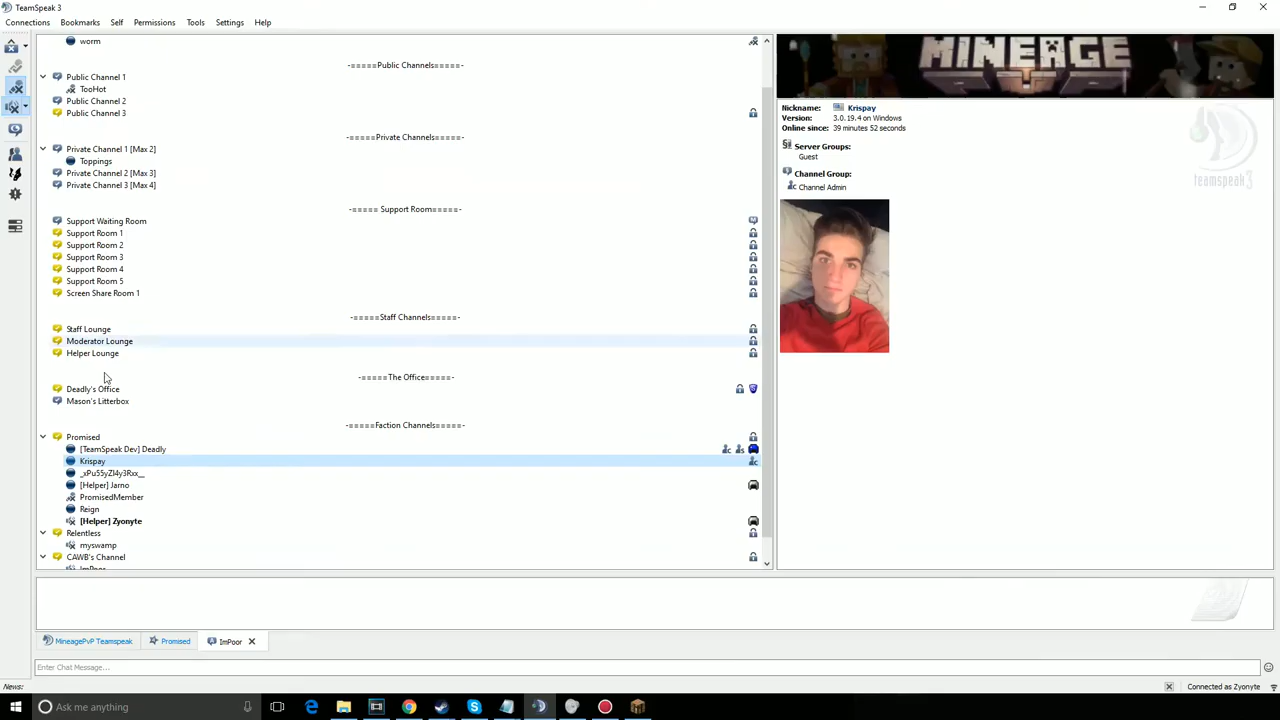 TeamSpeak 3
Connections Bookmarks Self Permissions Tools Settings Help
worm
-=====Public Channels=====-
Public Channel 1
TooHot
Public Channel 2
Public Channel 3
-=====Private Channels=====-
Private Channel 1 [Max 2]
Toppings
Private Channel 2 [Max 3]
Private Channel 3 [Max 4]
-===== Support Room=====-
Support Waiting Room
Support Room 1
Support Room 2
Support Room 3
Support Room 4
Support Room 5
Screen Share Room 1
-=====Staff Channels=====-
Staff Lounge
Moderator Lounge
Helper Lounge
-=====The Office=====-
Deadly's Office
Mason's Litterbox
-=====Faction Channels=====-
Promised
[TeamSpeak Dev] Deadly
Krispay
[Helper] Jarno
PromisedMember
Reign
[Helper] Zyonyte
Relentless
myswamp
CAWB's Channel
ImPoor
MINEAGE
Nickname: Krispay
Version: 3.0.19.4 on Windows
Online since: 39 minutes 52 seconds
Server Groups:
Guest
Channel Group:
Channel Admin
teamspeak3
MineagePvP Teamspeak Promised ImPoor
Enter Chat Message...
News: Connected as Zyonyte
Ask me anything